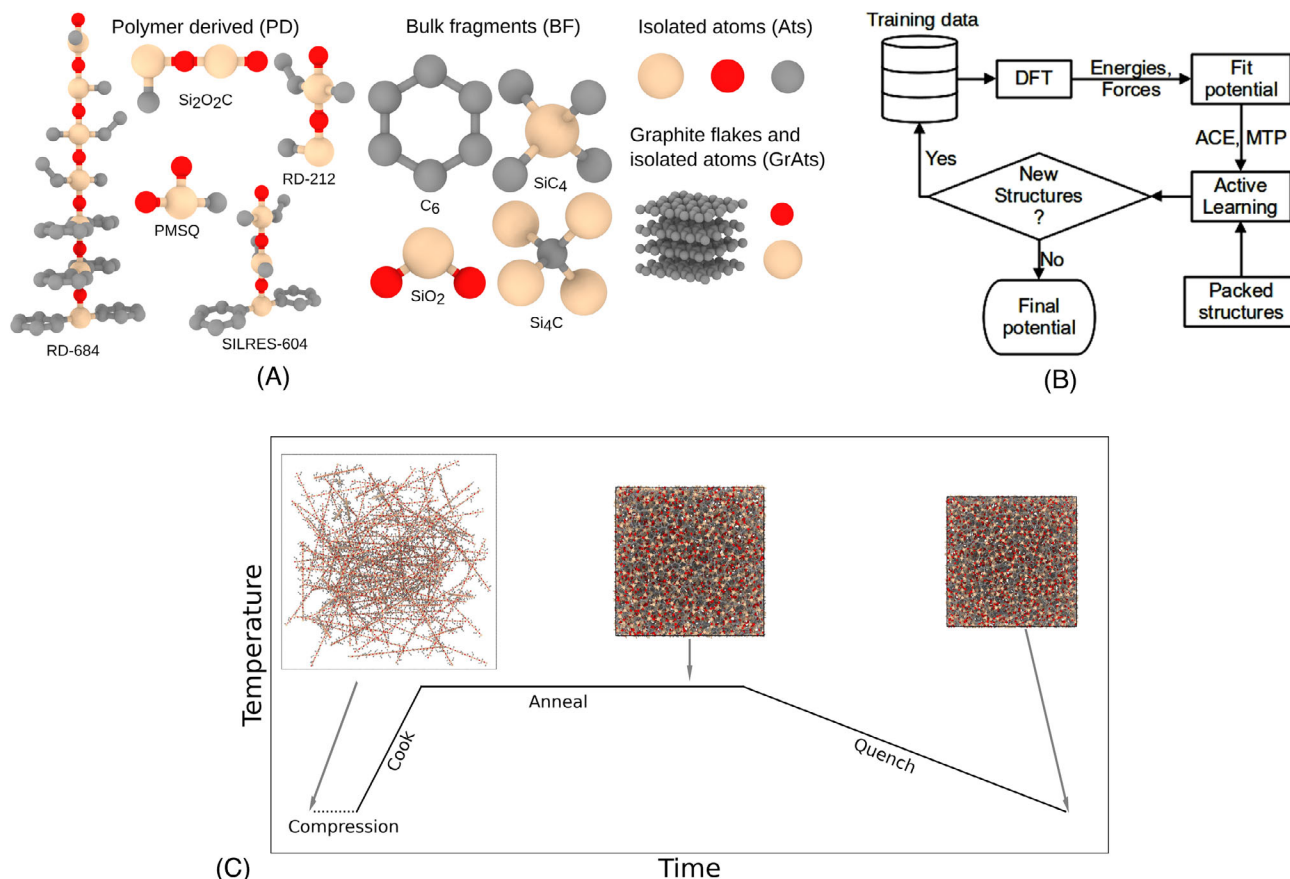 Polymer derived (PD)
Si2O2C
RD-212
PMSQ
RD-684
SILRES-604
Bulk fragments (BF)
C6
SiC4
SiO2
Si4C
Isolated atoms (Ats)
Graphite flakes and
isolated atoms (GrAts)
(A)
Training data
DFT
Energies,
Forces
Fit
potential
ACE, MTP
Active
Learning
Packed
structures
New
Structures
?
Yes
No
Final
potential
(B)
Temperature
Compression
Cook
Anneal
Quench
Time
(C)